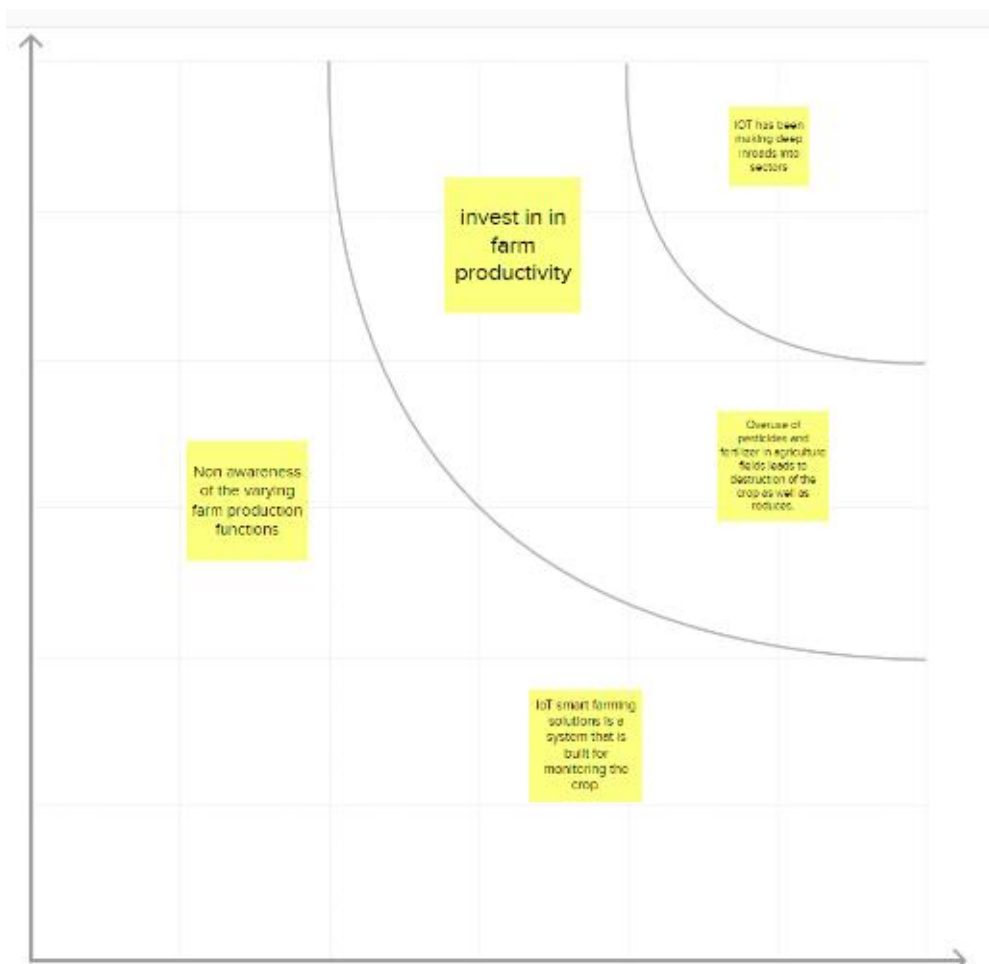 IOT has been
making deep
inroads into
sectors
invest in in
farm
productivity
Overuse of
pesticides and
fertilizer in agriculture
fields leads to
destruction of the
crop as well as
reduces.
Non awareness
of the varying
farm production
functions
IoT smart farming
solutions is a
system that is
built for
monitoring the
crop